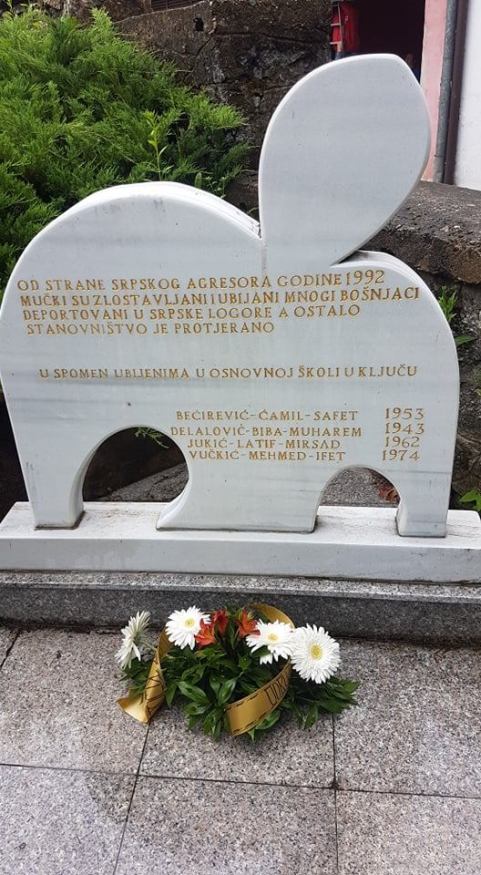 OD STRANE SRPSKOG AGRESORA GODINE 1992
MUČKI SU ZLOSTAVLJANI I UBIJANI MNOGI BOŠNJACI
DEPORTOVANI U SRPSKE LOGORE A OSTALO
STANOVNIŠTVO JE PROTJERANO
U SPOMEN UBIJENIMA U OSNOVNOJ ŠKOLI U KLJUČU
BEĆIREVIĆ-ĆAMIL-SAFET 1953
DELALOVIĆ-BIBA-MUHAREM 1943
JUKIĆ-LATIF-MIRSAD 1962
VUČKIĆ-MEHMED-IFET 1974